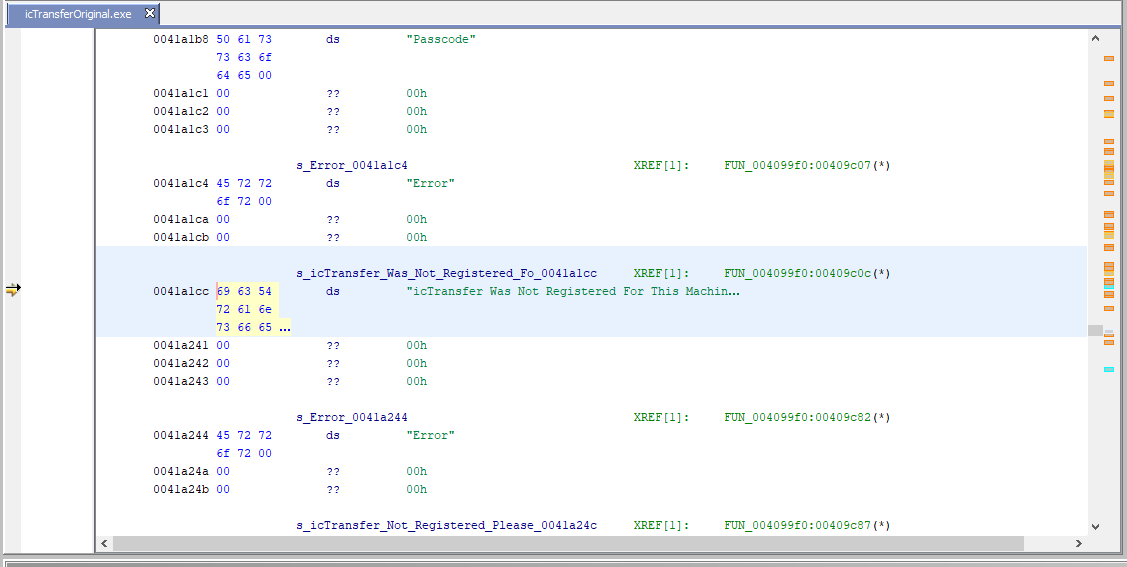 icTransferOriginal.exe
0041a1b8 50 61 73 ds "Passcode"
73 63 6f
64 65 00
0041a1c1 00 ?? 00h
0041a1c2 00 ?? 00h
0041a1c3 00 ?? 00h
s_Error_0041a1c4 XREF[1]: FUN_004099f0:00409c07(*)
0041a1c4 45 72 72 ds "Error"
6f 72 00
0041a1ca 00 ?? 00h
0041a1cb 00 ?? 00h
s_icTransfer_Was_Not_Registered_Fo_0041a1cc XREF[1]: FUN_004099f0:00409c0c(*)
0041a1cc 69 63 54 ds "icTransfer Was Not Registered For This Machin...
72 61 6e
73 66 65 ...
0041a241 00 ?? 00h
0041a242 00 ?? 00h
0041a243 00 ?? 00h
s_Error_0041a244 XREF[1]: FUN_004099f0:00409c82(*)
0041a244 45 72 72 ds "Error"
6f 72 00
0041a24a 00 ?? 00h
0041a24b 00 ?? 00h
s_icTransfer_Not_Registered_Please_0041a24c XREF[1]: FUN_004099f0:00409c87(*)